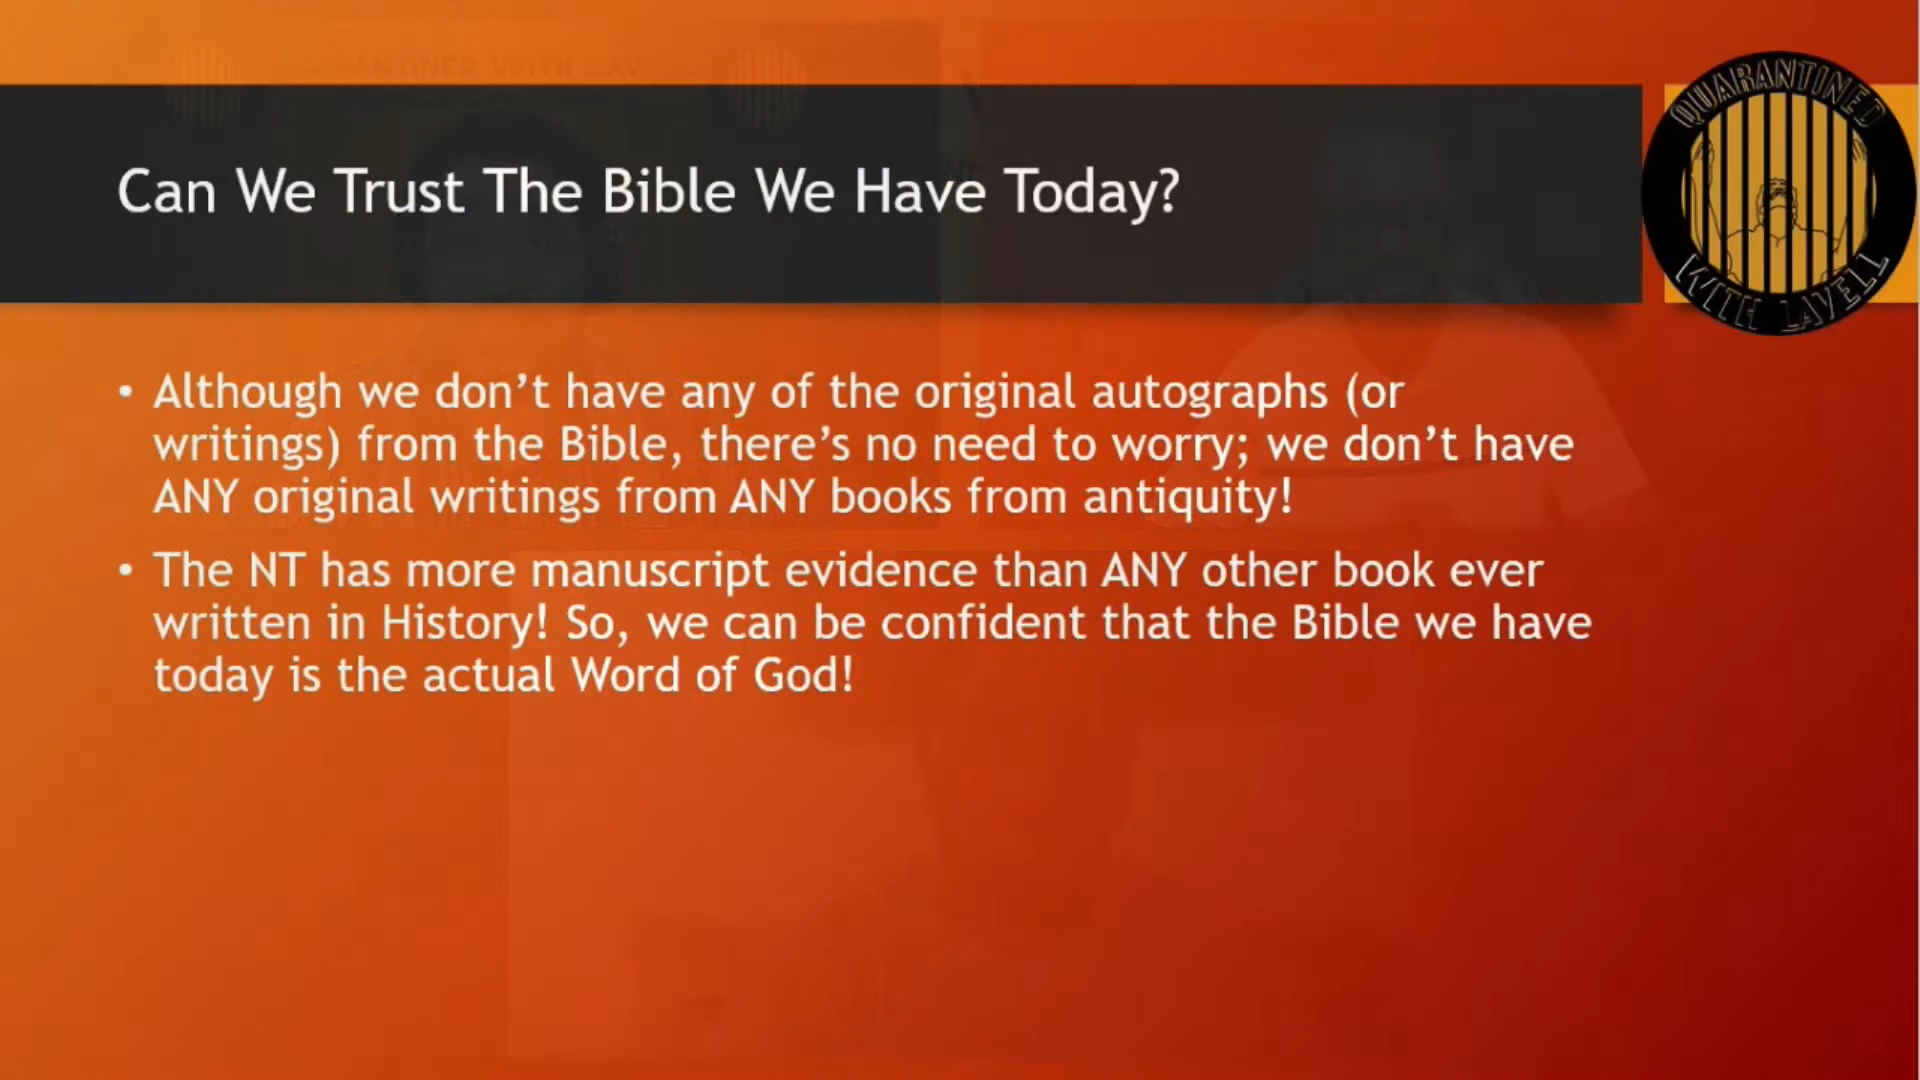 QUARANTINED
WITH LAVELL
Can We Trust The Bible We Have Today?
• Although we don't have any of the original autographs (or
writings) from the Bible, there's no need to worry; we don't have
ANY original writings from ANY books from antiquity!
• The NT has more manuscript evidence than ANY other book ever
written in History! So, we can be confident that the Bible we have
today is the actual Word of God!